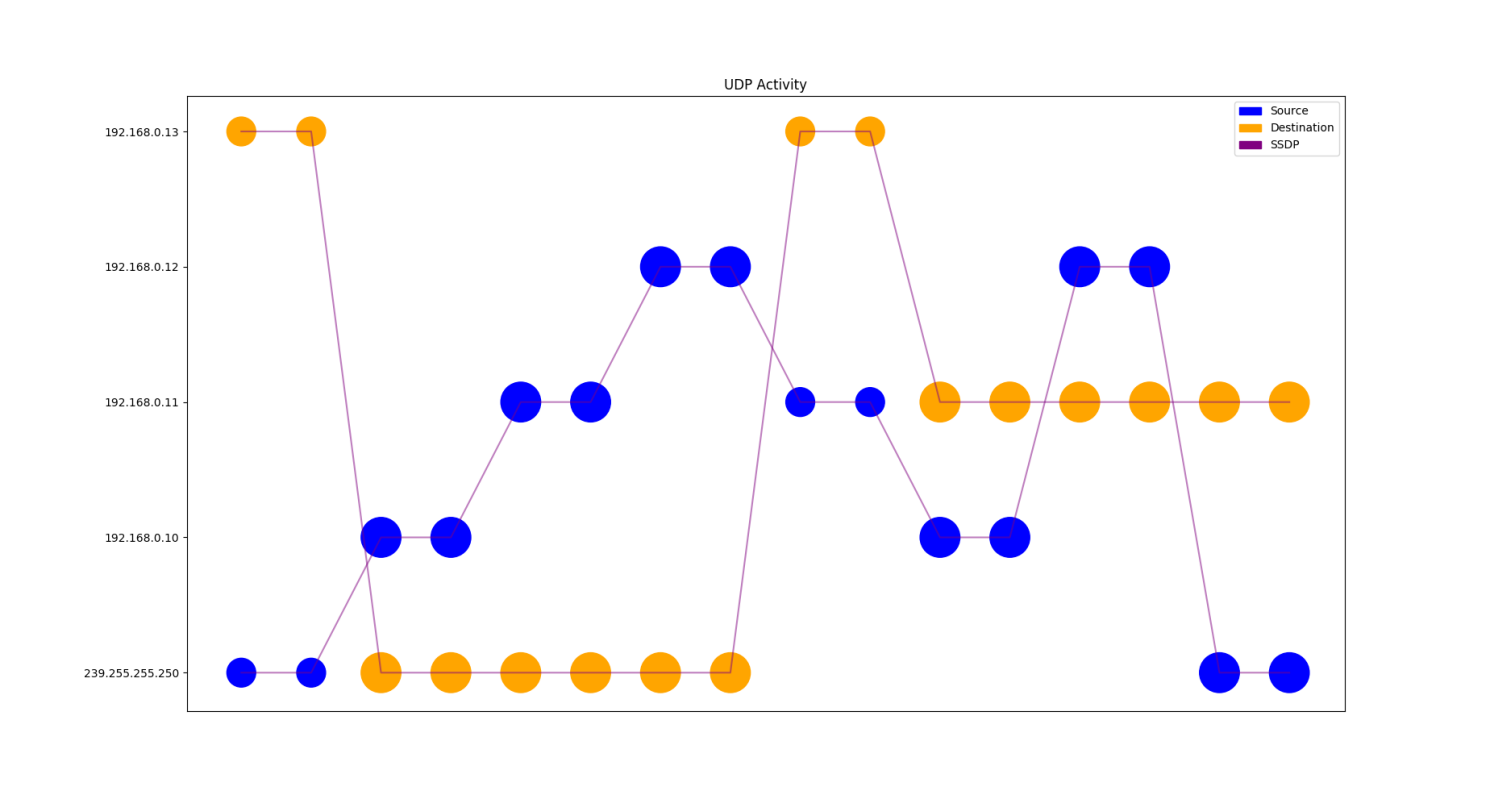 UDP Activity
Source
Destination
SSDP
192.168.0.13
192.168.0.12
192.168.0.11
192.168.0.10
239.255.255.250